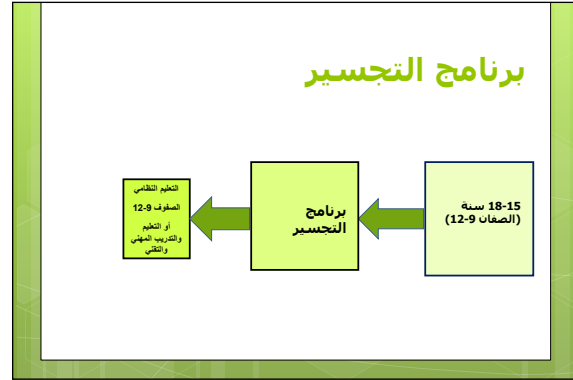 برنامج التجسير
15-18 سنة
(الصفان 9-12)
برنامج
التجسير
التعليم النظامي
الصفوف 9-12
أو التعليم
والتدريب المهني
والتقني